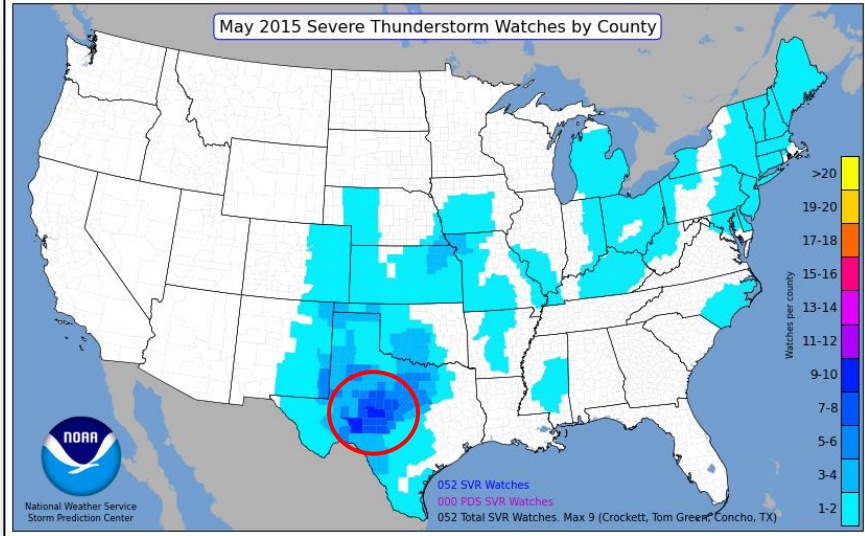 May 2015 Severe Thunderstorm Watches by County
>20
19-20
17-18
15-16
13-14
11-12
9-10
7-8
5-6
3-4
1-2
Watches per county
NOAA
National Weather Service
Storm Prediction Center
052 SVR Watches
000 PDS SVR Watches
052 Total SVR Watches. Max 9 (Crockett, Tom Green, Concho, TX)